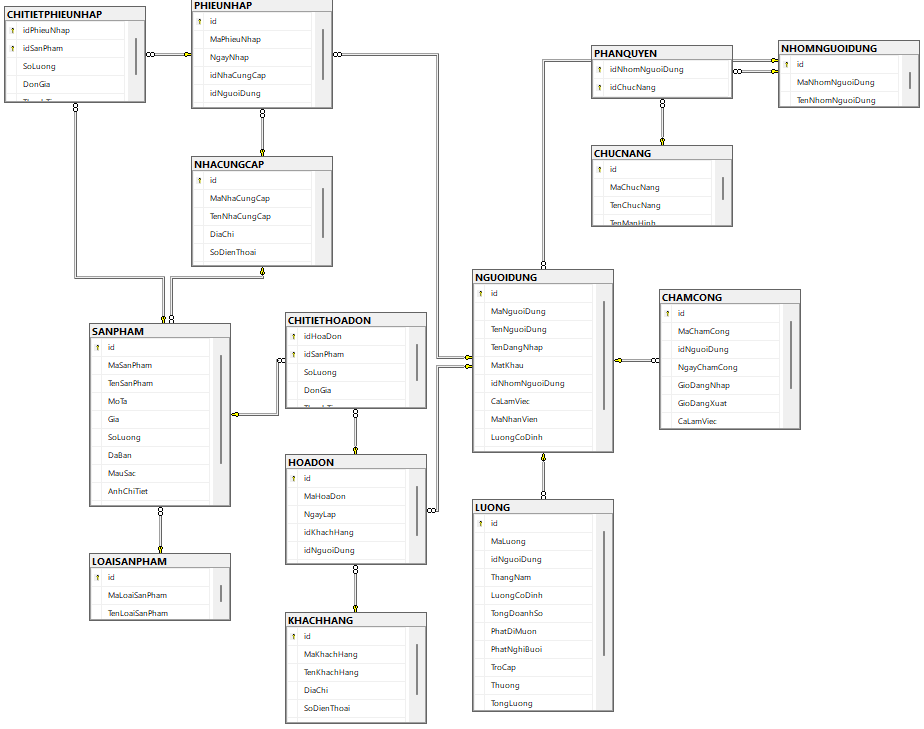 CHITIETPHIEUNHAP
idPhieuNhap
idSanPham
SoLuong
DonGia
PHIEUNHAP
id
MaPhieuNhap
NgayNhap
idNhaCungCap
idNguoiDung
PHANQUYEN
idNhomNguoiDung
idChucNang
NHOMNGUOIDUNG
id
MaNhomNguoiDung
TenNhomNguoiDung
CHUCNANG
id
MaChucNang
TenChucNang
TenManHinh
NHACUNGCAP
id
MaNhaCungCap
TenNhaCungCap
DiaChi
SoDienThoai
NGUOIDUNG
id
MaNguoiDung
TenNguoiDung
TenDangNhap
MatKhau
idNhomNguoiDung
CaLamViec
MaNhanVien
LuongCoDinh
CHAMCONG
id
MaChamCong
idNguoiDung
NgayChamCong
GioDangNhap
GioDangXuat
CaLamViec
SANPHAM
id
MaSanPham
TenSanPham
MoTa
Gia
SoLuong
DaBan
MauSac
AnhChiTiet
CHITIETHOADON
idHoaDon
idSanPham
SoLuong
DonGia
HOADON
id
MaHoaDon
NgayLap
idKhachHang
idNguoiDung
LUONG
id
MaLuong
idNguoiDung
ThangNam
LuongCoDinh
TongDoanhSo
PhatDiMuon
PhatNghiBuoi
TroCap
Thuong
TongLuong
LOAISANPHAM
id
MaLoaiSanPham
TenLoaiSanPham
KHACHHANG
id
MaKhachHang
TenKhachHang
DiaChi
SoDienThoai